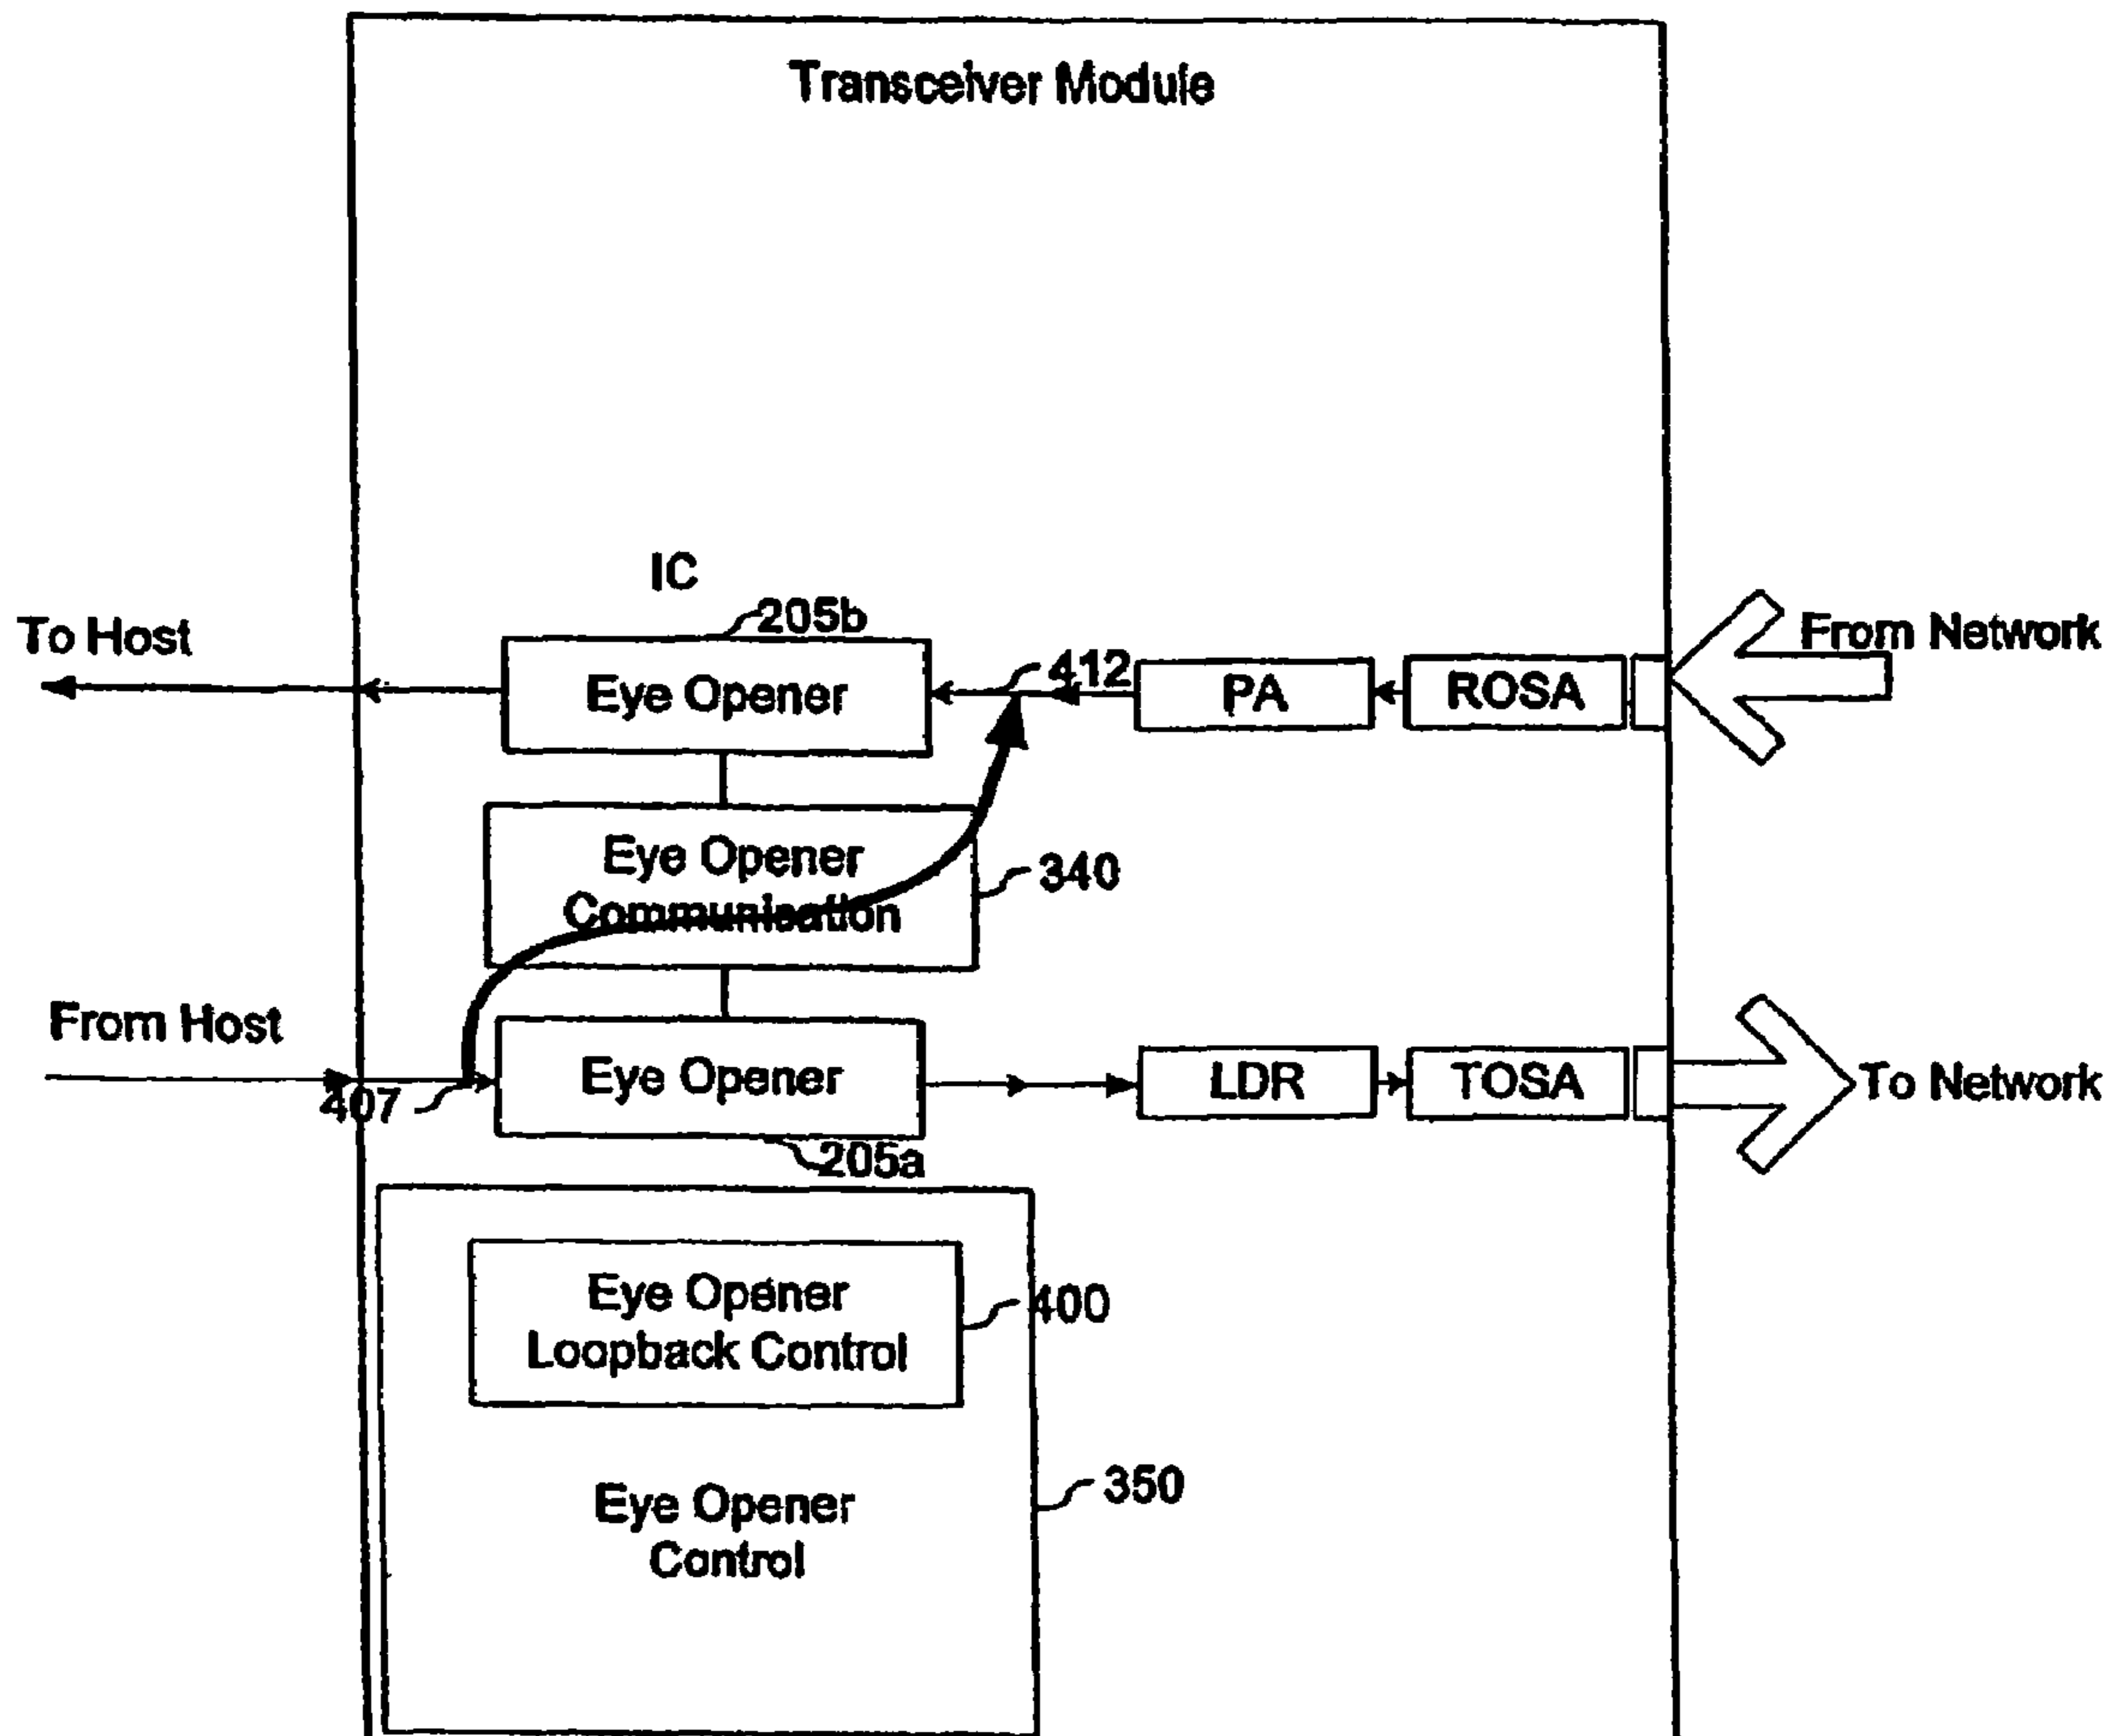 Transceiver Module
IC
205b
To Host
Eye Opener
412
PA
ROSA
From Network
Eye Opener
Communication
340
From Host
407
Eye Opener
205a
LDR
TOSA
To Network
Eye Opener
Loopback Control
400
Eye Opener
Control
350